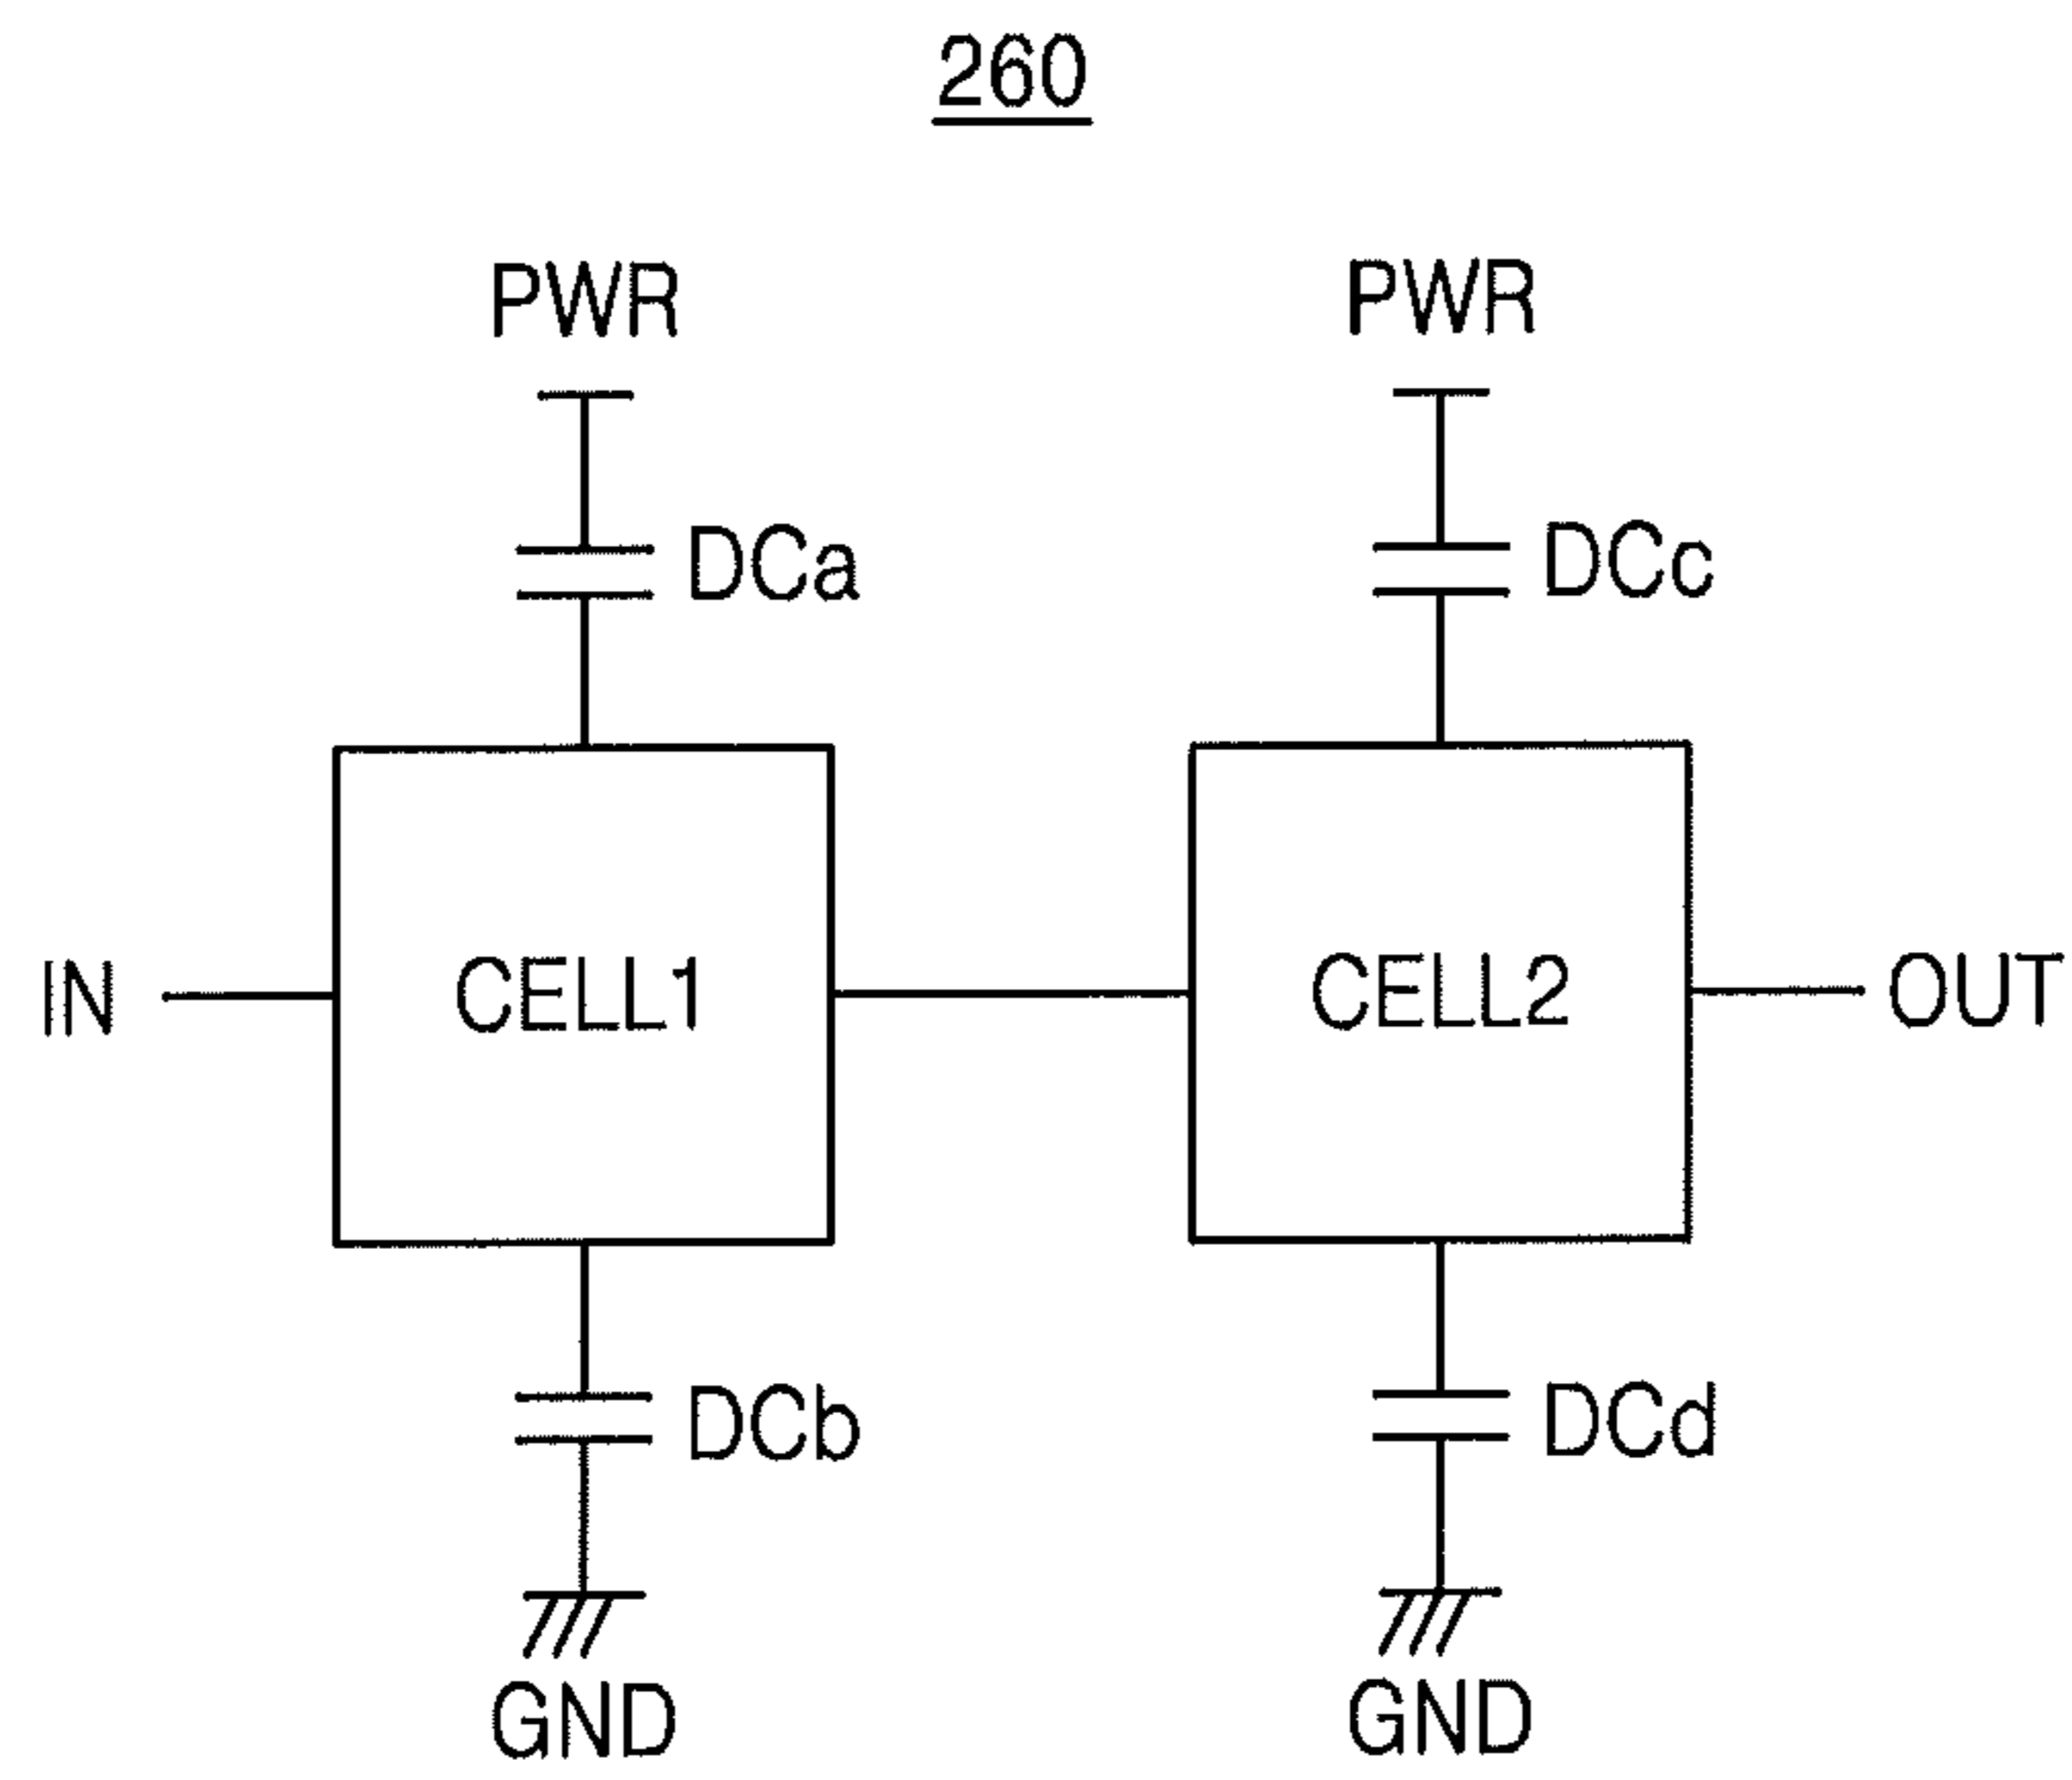 260
PWR
PWR
DCa
DCc
IN
CELL1
CELL2
OUT
DCb
DCd
GND
GND